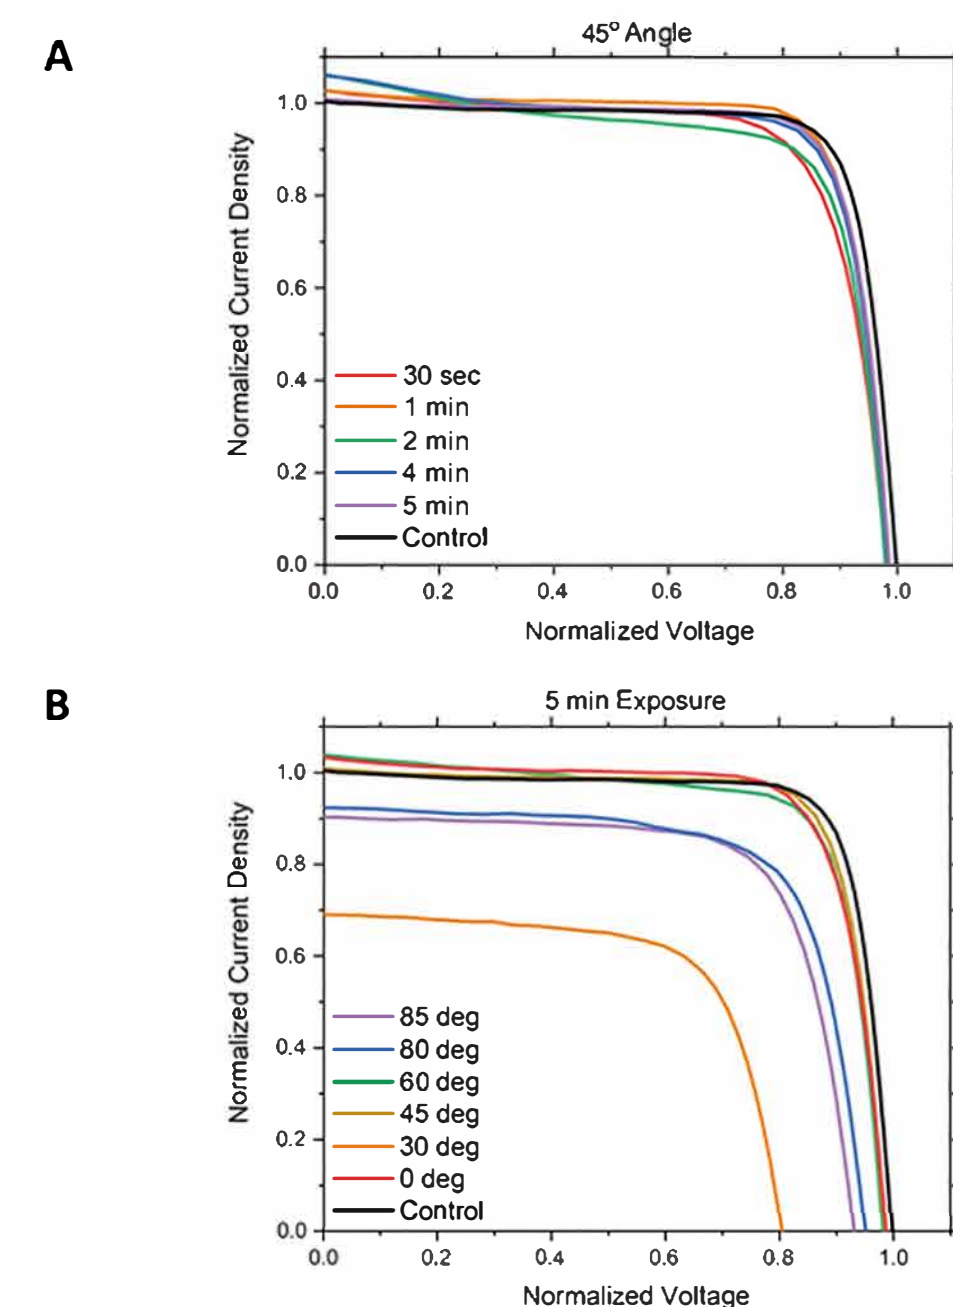 A
45° Angle
Normalized Current Density
1.0
0.8
0.6
0.4
0.2
0.0
30 sec
1 min
2 min
4 min
5 min
Control
0.0 0.2 0.4 0.6 0.8 1.0
Normalized Voltage
B
5 min Exposure
Normalized Current Density
1.0
0.8
0.6
0.4
0.2
0.0
85 deg
80 deg
60 deg
45 deg
30 deg
0 deg
Control
0.0 0.2 0.4 0.6 0.8 1.0
Normalized Voltage